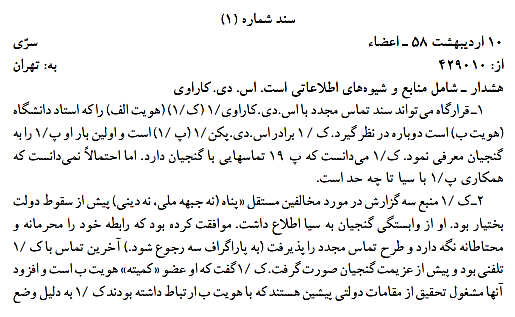 سند شماره (۱)
۱۰ اردیبهشت ۵۸ ـ اعضاء سرّی
از: ۴۲۹۰۱۰ به: تهران
هشدار ـ شامل منابع و شیوه‌های اطلاعاتی است. اس. دی. کاراوی
۱ـ قرارگاه می‌تواند سند تماس مجدد با اس.دی.کاراوی/۱ (ک/۱) (هویت الف) را که استاد دانشگاه
(هویت ب) است دوباره در نظر گیرد. ک /۱ برادر اس.دی.پکن/۱ (پ /۱) است و اولین بار او پ/۱ را به
گنجیان معرفی نمود. ک/۱ می‌دانست که پ ۱۹ تماسهایی با گنجیان دارد. اما احتمالاً نمی‌دانست که
همکاری پ/۱ با سیا تا چه حد است.
۲ـ ک /۱ منبع سه گزارش در مورد مخالفین مستقل «پناه (نه جبهه ملی، نه دینی) پیش از سقوط دولت
بختیار بود. او از وابستگی گنجیان به سیا اطلاع داشت. موافقت کرده بود که رابطه خود را محرمانه و
محتاطانه نگه دارد و طرح تماس مجدد را پذیرفت (به پاراگراف سه رجوع شود.) آخرین تماس با ک /۱
تلفنی بود و پیش از عزیمت گنجیان صورت گرفت. ک /۱گفت که او عضو «کمیته» هویت ب است و افزود
آنها مشغول تحقیق از مقامات دولتی پیشین هستند که با هویت ب ارتباط داشته بودند ک /۱ به دلیل وضع